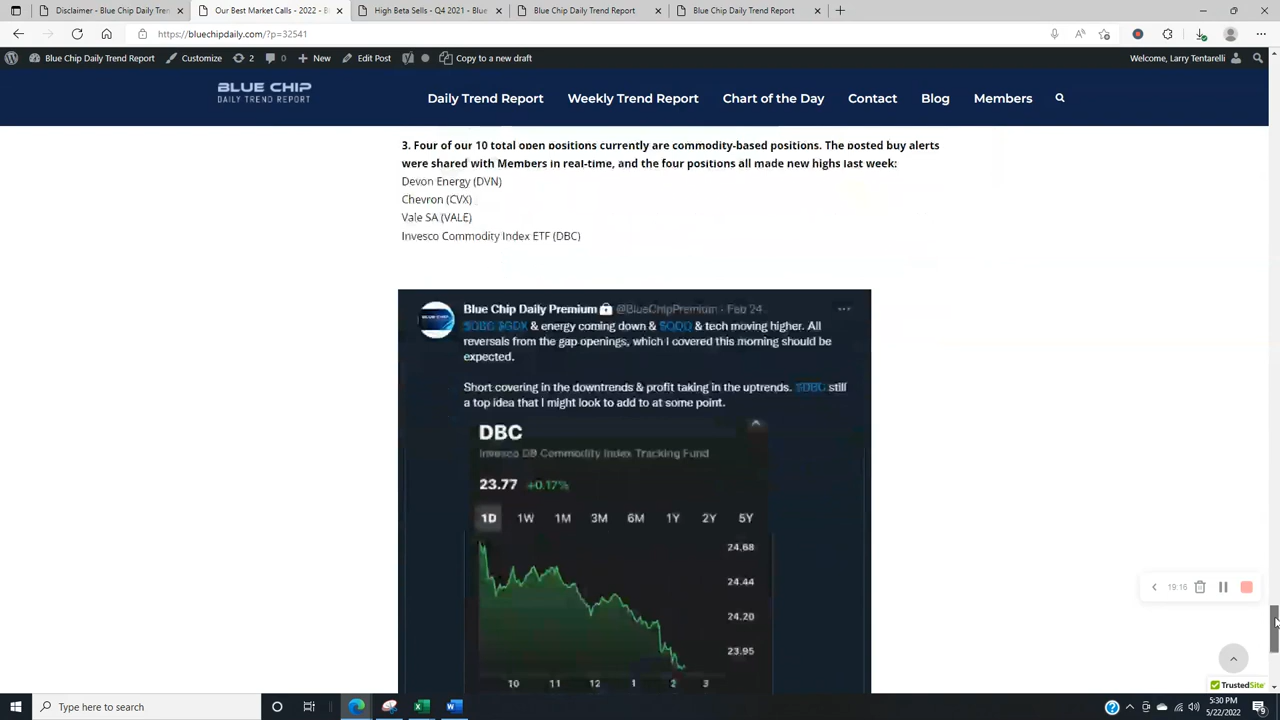 Disclaimer - Blue Chip Daily Tren
Our Best Market Calls - 2022 - B
High Beta Sells - Q4 2021 - Blue
Blue Chip Daily Trend Report
Blue Chip Daily Trend Report
https://bluechipdaily.com/?p=32541
Blue Chip Daily Trend Report Customize 2 0 New Edit Post Copy to a new draft Welcome, Larry Tentarelli
BLUE CHIP
DAILY TREND REPORT
Daily Trend Report Weekly Trend Report Chart of the Day Contact Blog Members
3. Four of our 10 total open positions currently are commodity-based positions. The posted buy alerts
were shared with Members in real-time, and the four positions all made new highs last week:
Devon Energy (DVN)
Chevron (CVX)
Vale SA (VALE)
Invesco Commodity Index ETF (DBC)
Blue Chip Daily Premium @BlueChipPremium · Feb 24
$DBC $GDX & energy coming down & $QQQ & tech moving higher. All
reversals from the gap openings, which I covered this morning should be
expected.
Short covering in the downtrends & profit taking in the uptrends. $DBC still
a top idea that I might look to add to at some point.
DBC
Invesco DB Commodity Index Tracking Fund
23.77 +0.17%
1D 1W 1M 3M 6M 1Y 2Y 5Y
24.68
24.44
24.20
23.95
10 11 12 1 2 3
19:16
TrustedSite
Type here to search
5:30 PM
5/22/2022